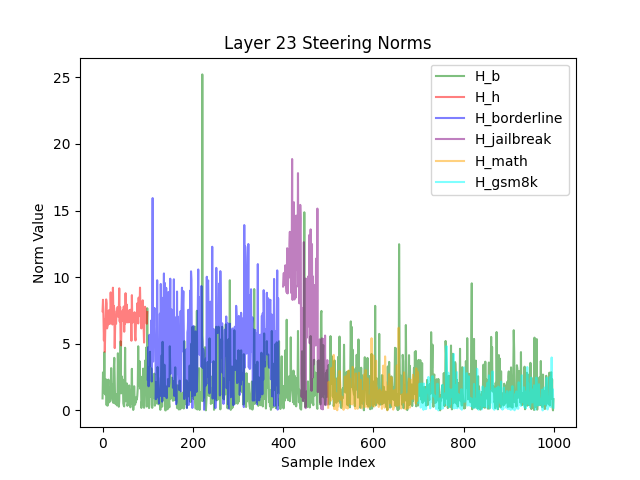 Layer 23 Steering Norms
Norm Value
25
20
15
10
5
0
H_b
H_h
H_borderline
H_jailbreak
H_math
H_gsm8k
0
200
400
600
800
1000
Sample Index